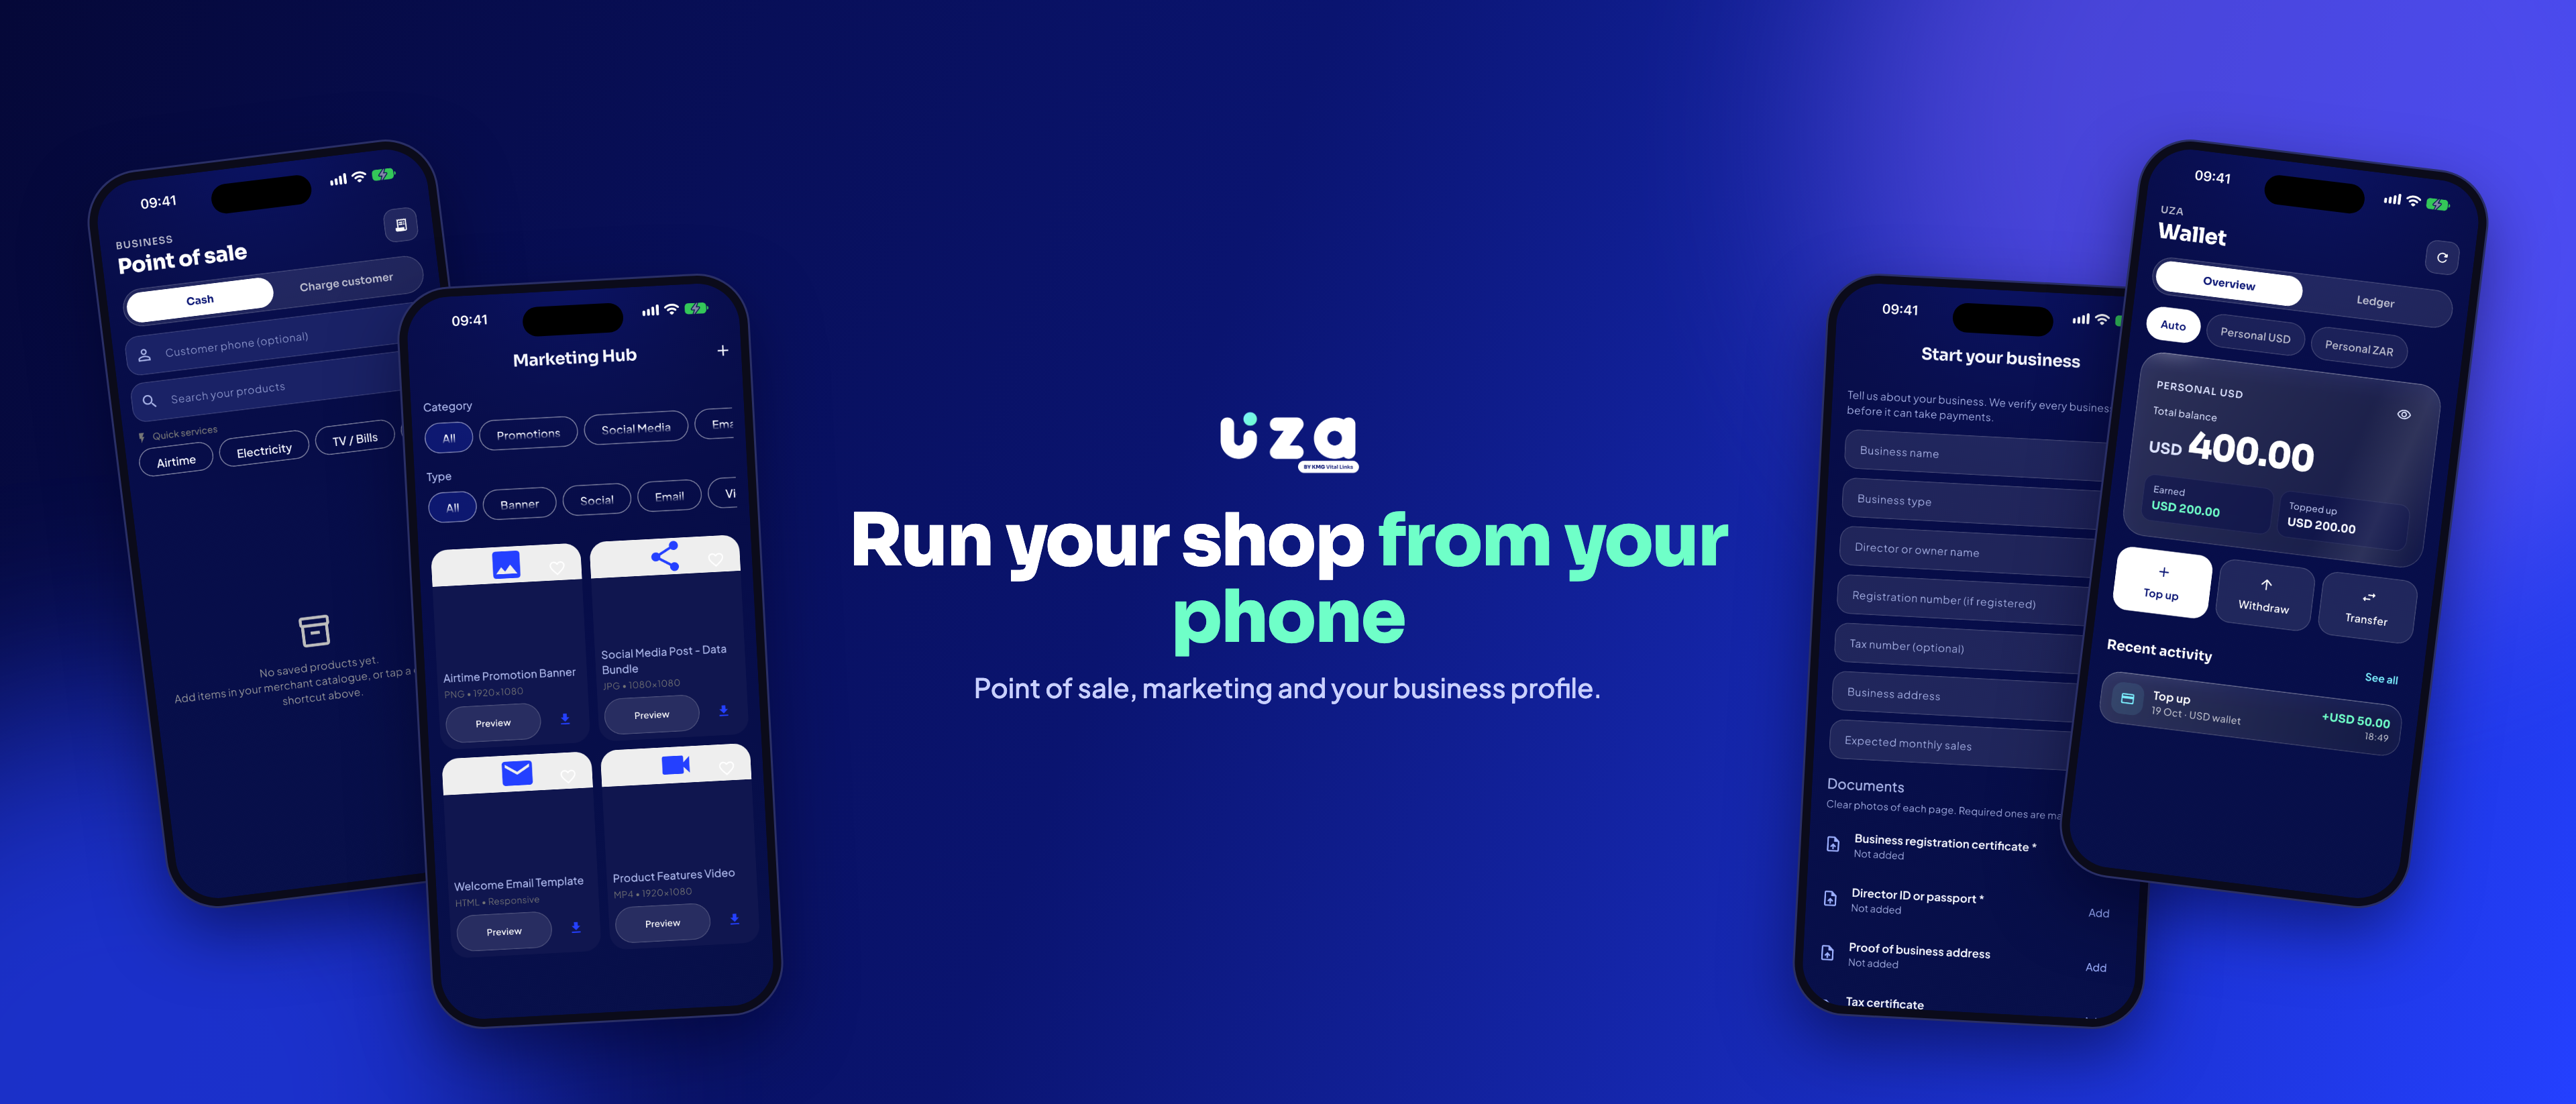 09:41
BUSINESS
Point of sale
Cash
Charge customer
Customer phone (optional)
Search your products
Quick services
Airtime
Electricity
TV / Bills
No saved products yet.
Add items in your merchant catalogue, or tap a
shortcut above.
09:41
Marketing Hub
Category
All
Promotions
Social Media
Type
All
Banner
Social
Email
Airtime Promotion Banner
PNG • 1920×1080
Preview
Social Media Post - Data
Bundle
JPG • 1080×1080
Preview
Welcome Email Template
HTML • Responsive
Preview
Product Features Video
MP4 • 1920×1080
Preview
uza
BY KMG Vital Links
Run your shop from your
phone
Point of sale, marketing and your business profile.
09:41
Start your business
Tell us about your business. We verify every
before it can take payments.
Business name
Business type
Director or owner name
Registration number (if registered)
Tax number (optional)
Business address
Expected monthly sales
Documents
Clear photos of each page. Required ones are
Business registration certificate *
Not added
Director ID or passport *
Not added
Add
Proof of business address
Not added
Add
Tax certificate
09:41
UZA
Wallet
Overview
Ledger
Auto
Personal USD
Personal ZAR
PERSONAL USD
Total balance
USD 400.00
Earned
USD 200.00
Topped up
USD 200.00
Top up
Withdraw
Transfer
Recent activity
See all
Top up
19 Oct · USD wallet
+USD 50.00
18:49